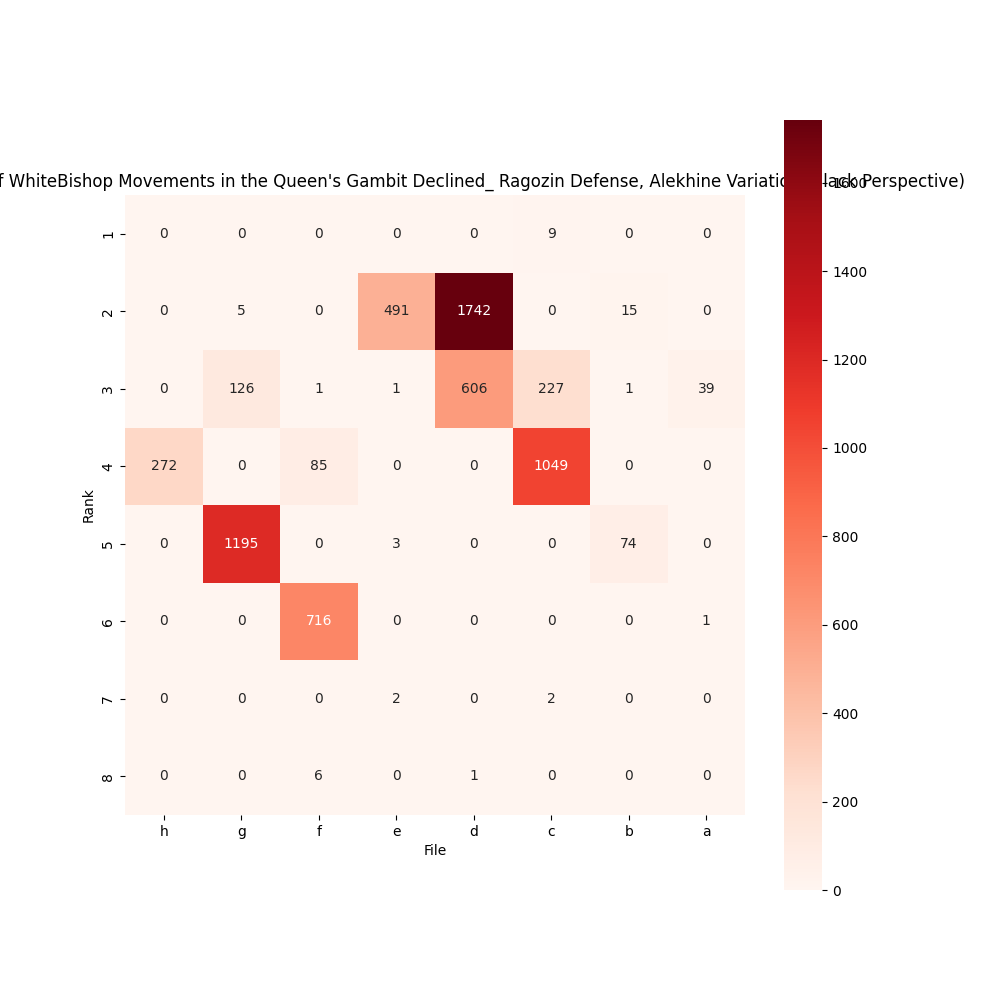 f WhiteBishop Movements in the Queen's Gambit Declined_ Ragozin Defense, Alekhine Variatio Perspective)
1600
1 0 0 0 0 0 9 0 0
1400
2 0 5 0 491 1742 0 15 0
1200
3 0 126 1 1 606 227 1 39
1000
4 272 0 85 0 0 1049 0 0
Rank
800
5 0 1195 0 3 0 0 74 0
600
6 0 0 716 0 0 0 0 1
400
7 0 0 0 2 0 2 0 0
200
8 0 0 6 0 1 0 0 0
h g f e d c b a
File
0